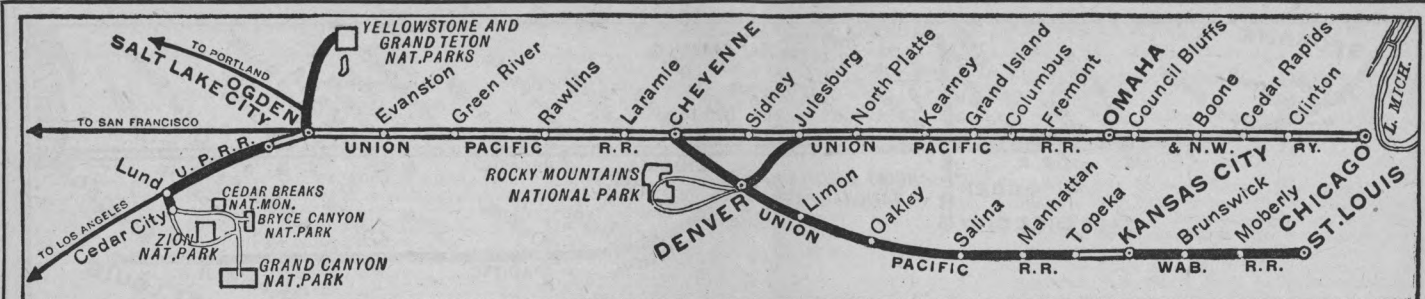 YELLOWSTONE AND
GRAND TETON
NAT. PARKS
TO PORTLAND
SALT LAKE CITY
OGDEN
Evanston
Green River
Rawlins
Laramie
CHEYENNE
Sidney
Julesburg
North Platte
Kearney
Grand Island
Columbus
Fremont
OMAHA
Council Bluffs
Boone
Cedar Rapids
Clinton
L. MICH.
TO SAN FRANCISCO
U. P. R. R.
UNION PACIFIC R.R. UNION PACIFIC R.R. & N.W. RY.
CHICAGO
Lund
CEDAR BREAKS
NAT. MON.
BRYCE CANYON
NAT. PARK
ZION
NAT. PARK
Cedar City
TO LOS ANGELES
GRAND CANYON
NAT. PARK
ROCKY MOUNTAINS
NATIONAL PARK
DENVER
Limon
Oakley
Salina
Manhattan
Topeka
KANSAS CITY
Brunswick
Moberly
ST. LOUIS
UNION PACIFIC R.R. WAB. R.R.